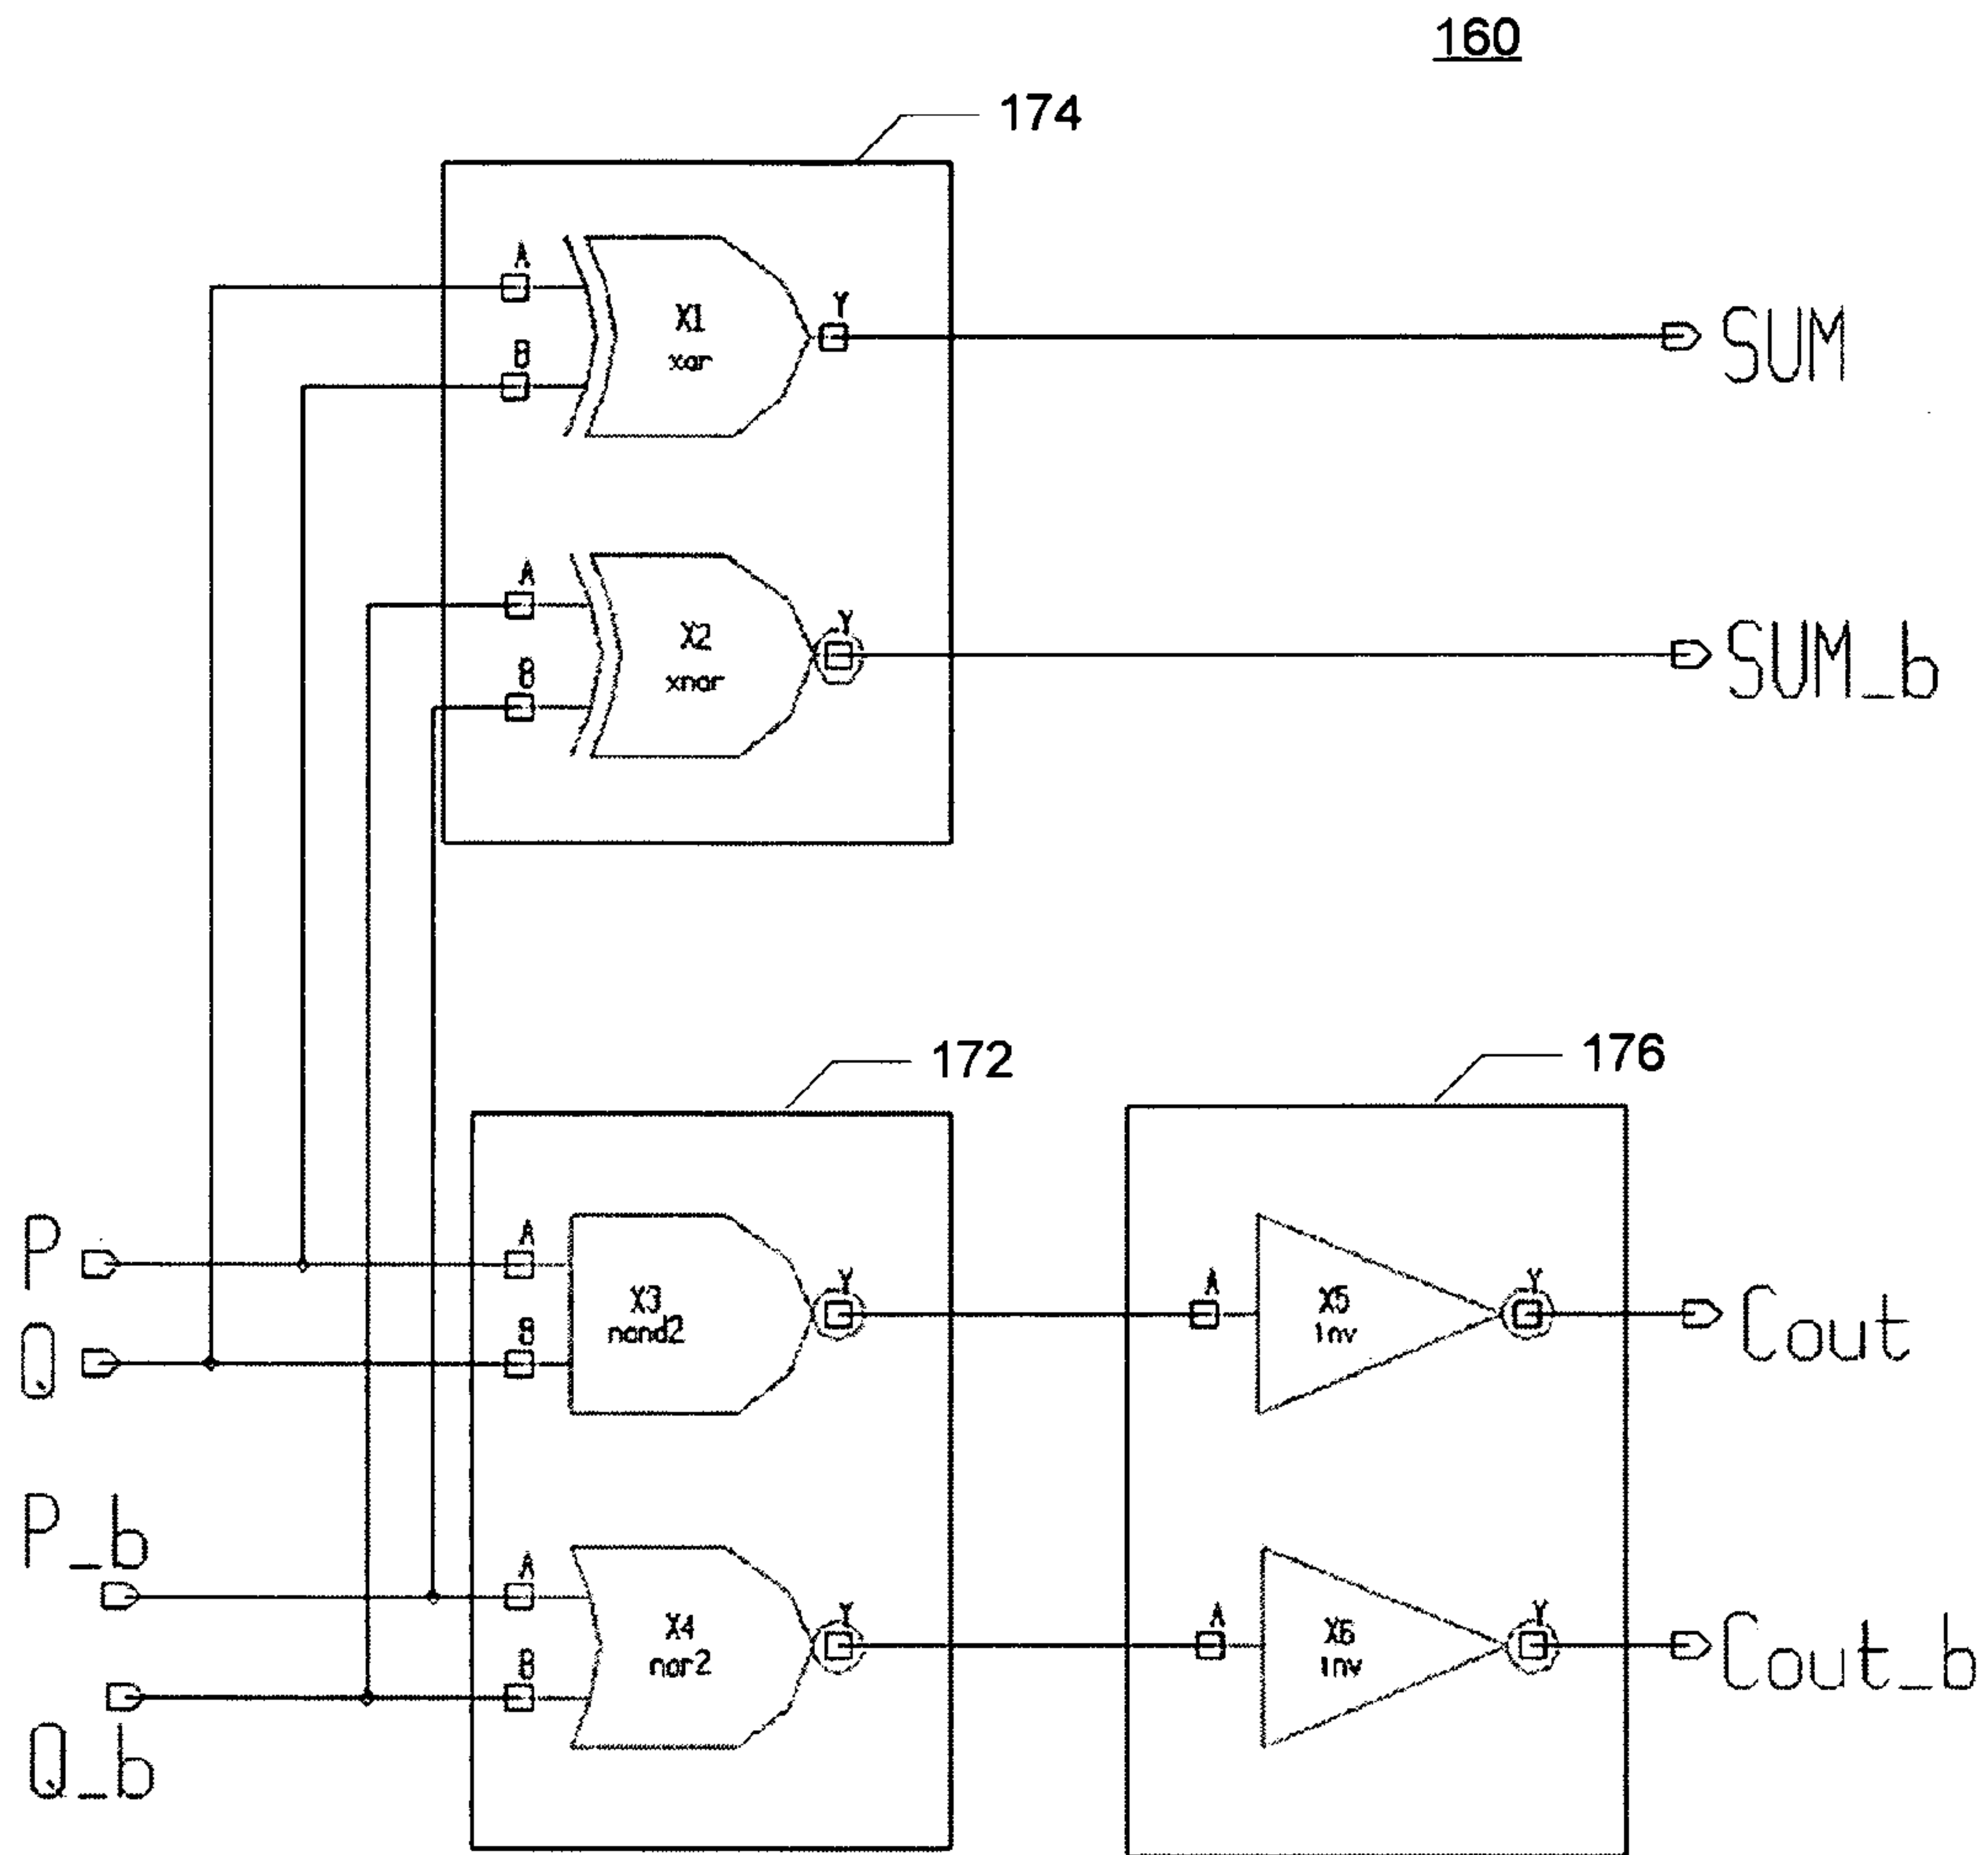 160
174
A
X1
xor
B
Y
SUM
A
X2
xnor
B
Y
SUM_b
172
176
P
A
X3
nand2
B
Y
A
X5
inv
Y
Cout
Q
P_b
A
X4
nor2
B
Y
A
X6
inv
Y
Cout_b
Q_b